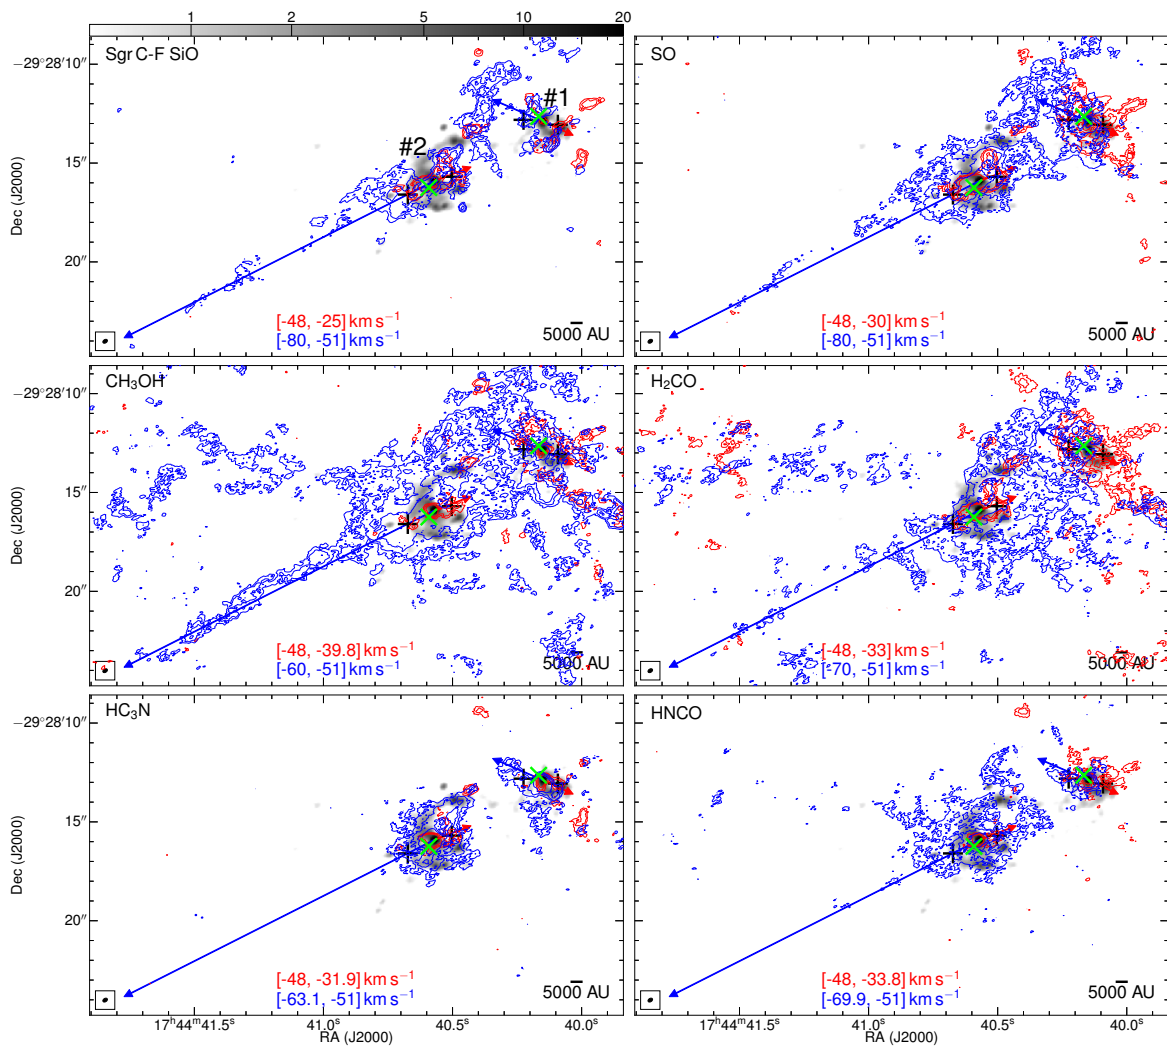 1 2 5 10 20
Sgr C-F SiO
#1
#2
[-48, -25] km s⁻¹
[-80, -51] km s⁻¹
5000 AU
−29°28′10″
15″
20″
Dec (J2000)
SO
[-48, -30] km s⁻¹
[-80, -51] km s⁻¹
5000 AU
CH₃OH
[-48, -39.8] km s⁻¹
[-60, -51] km s⁻¹
5000 AU
−29°28′10″
15″
20″
Dec (J2000)
H₂CO
[-48, -33] km s⁻¹
[-70, -51] km s⁻¹
5000 AU
HC₃N
[-48, -31.9] km s⁻¹
[-63.1, -51] km s⁻¹
5000 AU
−29°28′10″
15″
20″
Dec (J2000)
17ʰ44ᵐ41.5ˢ 41.0ˢ 40.5ˢ 40.0ˢ
RA (J2000)
HNCO
[-48, -33.8] km s⁻¹
[-69.9, -51] km s⁻¹
5000 AU
17ʰ44ᵐ41.5ˢ 41.0ˢ 40.5ˢ 40.0ˢ
RA (J2000)